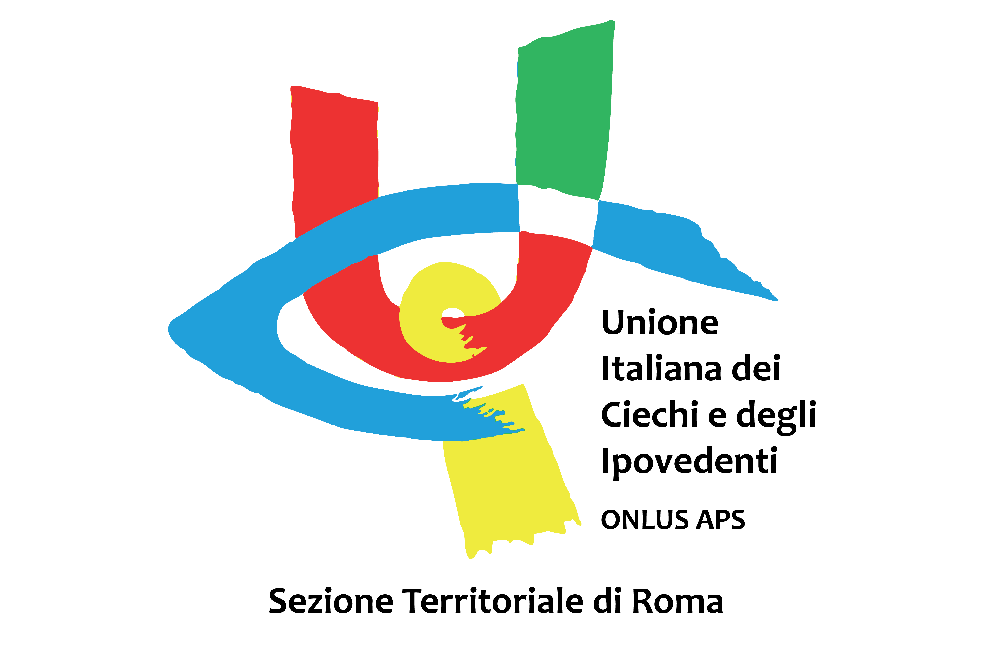 Unione
Italiana dei
Ciechi e degli
Ipovedenti
ONLUS APS
Sezione Territoriale di Roma